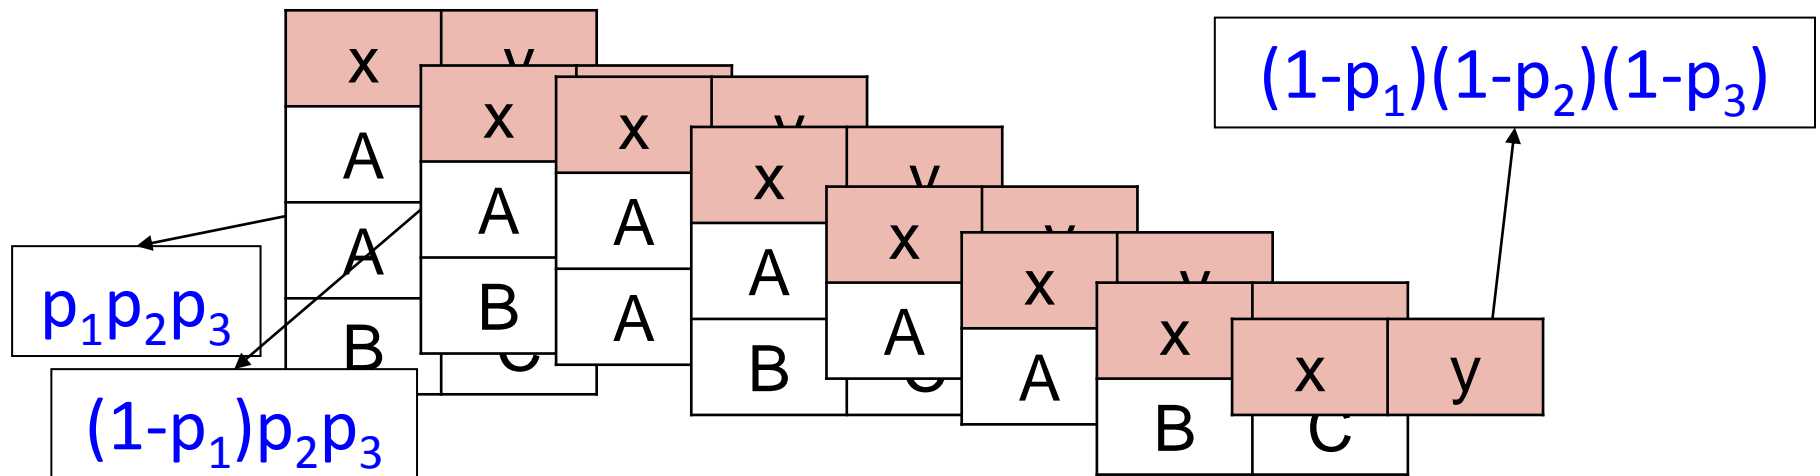 x y
A
A
B C
x
A
B
x y
A
A
x y
A
B C
x y
A C
x y
A
x
B C
x y
p₁p₂p₃
(1-p₁)p₂p₃
(1-p₁)(1-p₂)(1-p₃)